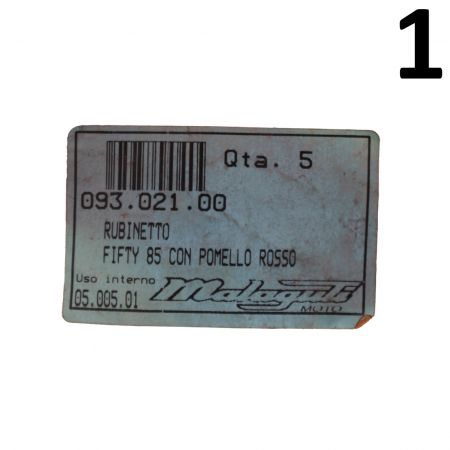 1
Qta. 5
093.021.00
RUBINETTO
FIFTY 85 CON POMELLO ROSSO
Uso interno
05.005.01
Malaguti
MOTO